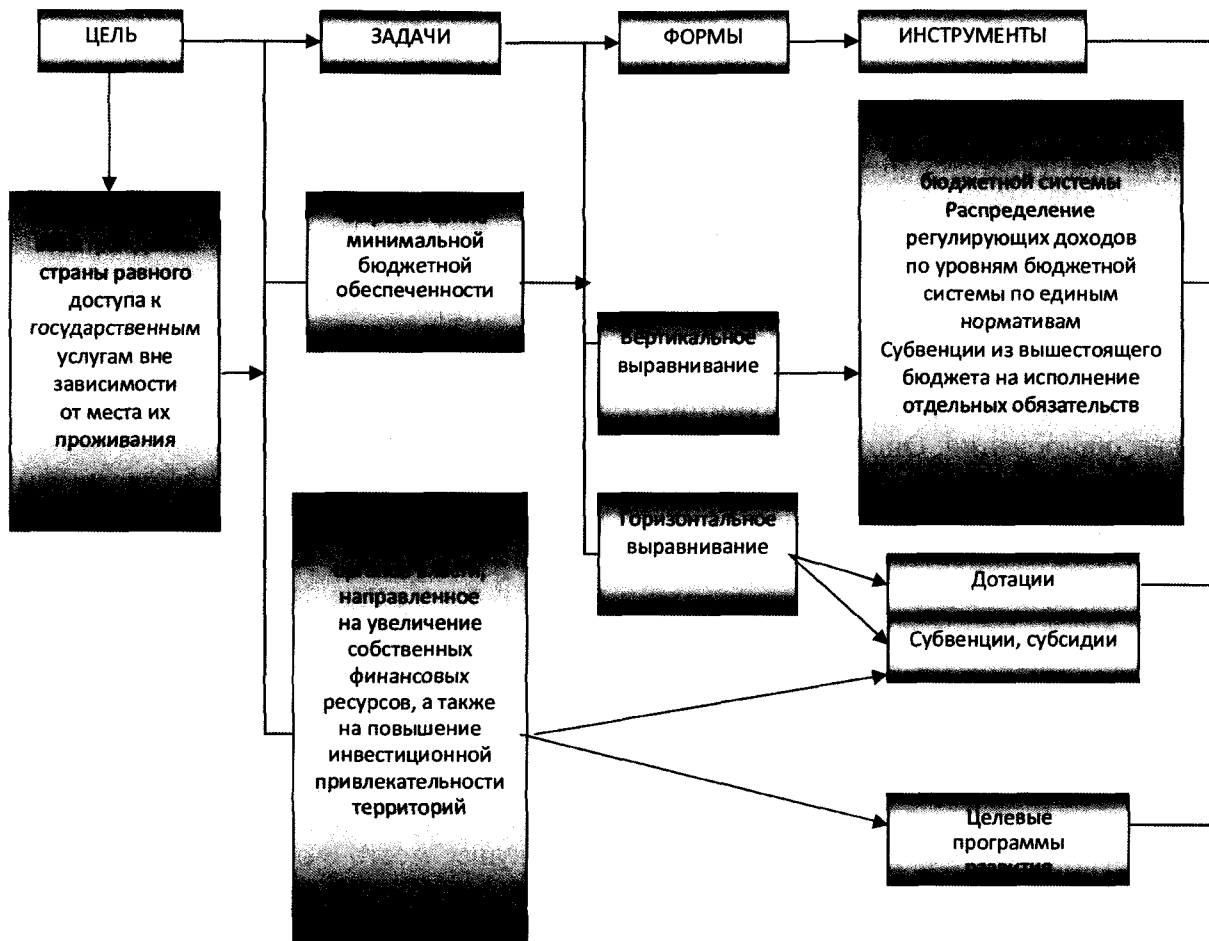 ЦЕЛЬ
ЗАДАЧИ
ФОРМЫ
ИНСТРУМЕНТЫ
страны равного
доступа к
государственным
услугам вне
зависимости
от места их
проживания
минимальной
бюджетной
обеспеченности
направленное
на увеличение
собственных
финансовых
ресурсов, а также
на повышение
инвестиционной
привлекательности
территорий
Вертикальное
выравнивание
Горизонтальное
выравнивание
бюджетной системы
Распределение
регулирующих доходов
по уровням бюджетной
системы по единым
нормативам
Субвенции из вышестоящего
бюджета на исполнение
отдельных обязательств
Дотации
Субвенции, субсидии
Целевые
программы
развития